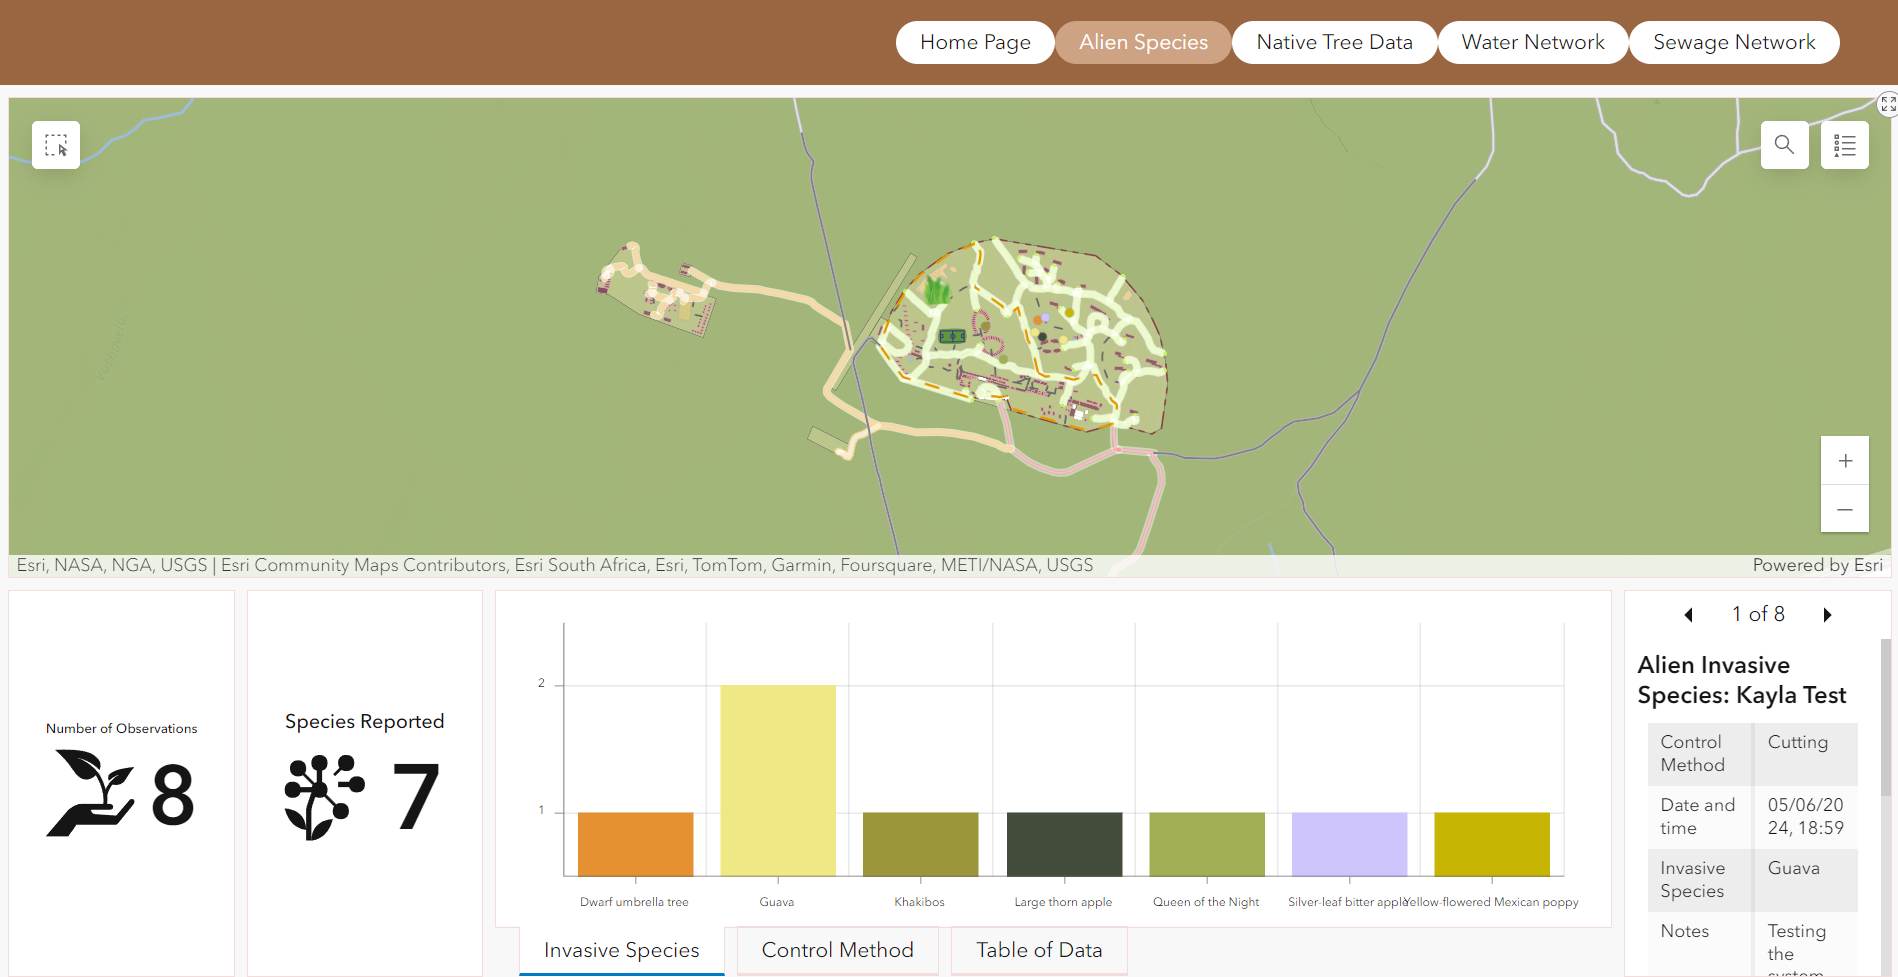 Home Page
Alien Species
Native Tree Data
Water Network
Sewage Network
Esri, NASA, NGA, USGS | Esri Community Maps Contributors, Esri South Africa, Esri, TomTom, Garmin, Foursquare, METI/NASA, USGS
Powered by Esri
Number of Observations
8
Species Reported
7
2
1
Dwarf umbrella tree
Guava
Khakibos
Large thorn apple
Queen of the Night
Silver-leaf bitter apple
Yellow-flowered Mexican poppy
Invasive Species
Control Method
Table of Data
1 of 8
Alien Invasive
Species: Kayla Test
Control
Method
Cutting
Date and
time
05/06/20
24, 18:59
Invasive
Species
Guava
Notes
Testing
the
system